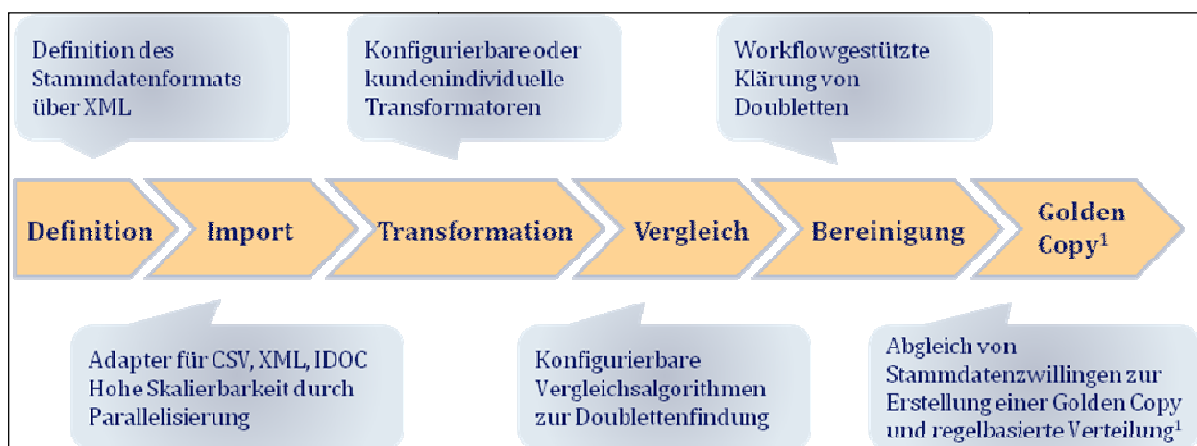 Definition des
Stammdatenformats
über XML
Konfigurierbare oder
kundenindividuelle
Transformatoren
Workflowgestützte
Klärung von
Doubletten
Definition
Import
Transformation
Vergleich
Bereinigung
Golden
Copy¹
Adapter für CSV, XML, IDOC
Hohe Skalierbarkeit durch
Parallelisierung
Konfigurierbare
Vergleichsalgorithmen
zur Doublettenfindung
Abgleich von
Stammdatenzwillingen zur
Erstellung einer Golden Copy
und regelbasierte Verteilung¹